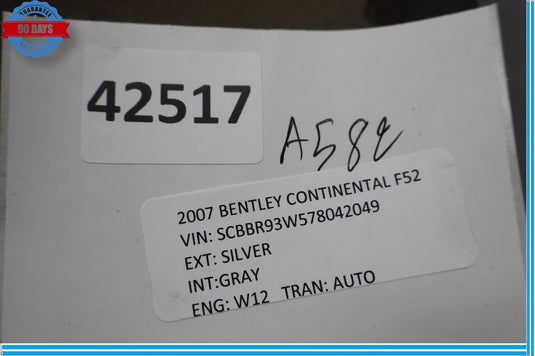 GUARANTEE
90 DAYS
42517
A582
2007 BENTLEY CONTINENTAL F52
VIN: SCBBR93W578042049
EXT: SILVER
INT:GRAY
ENG: W12 TRAN: AUTO